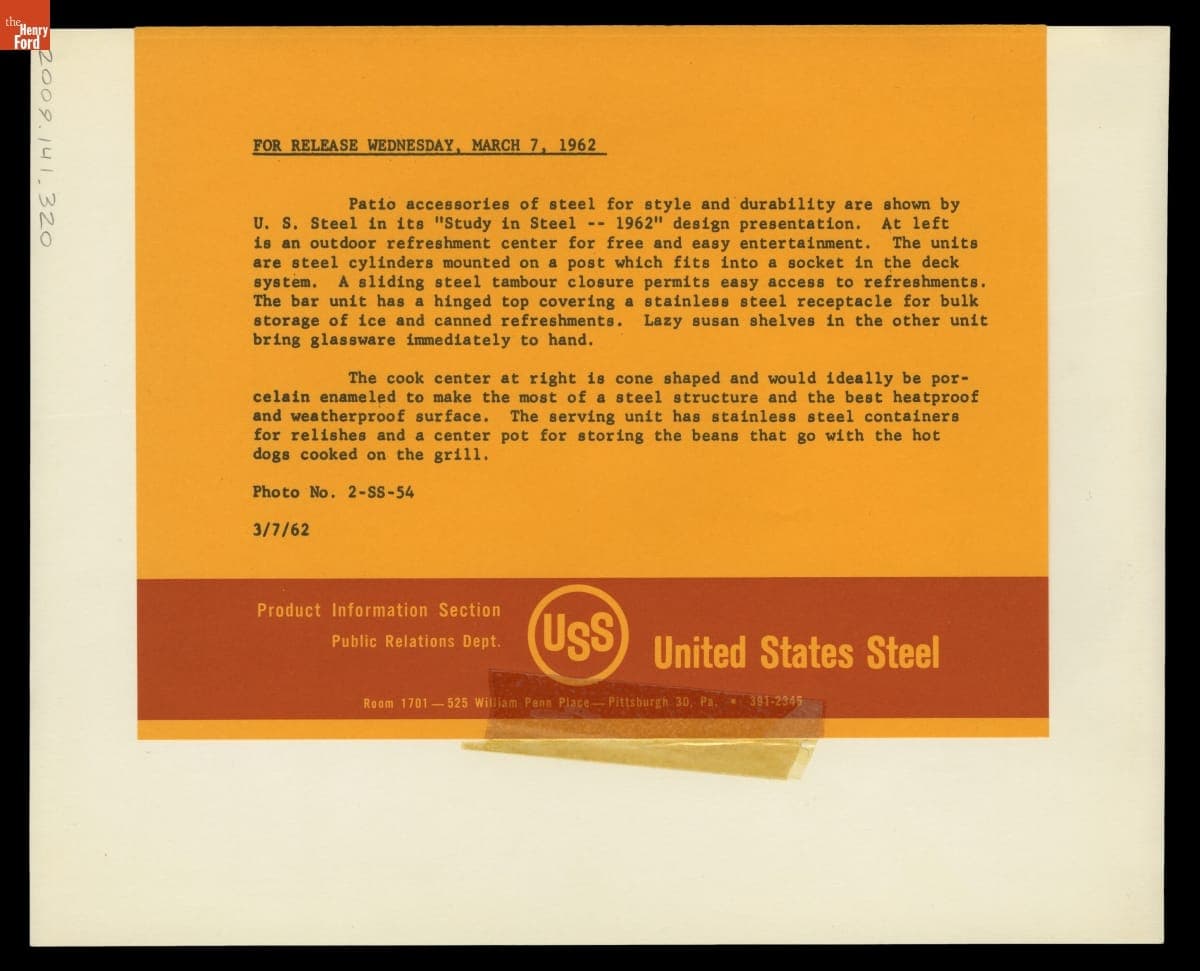 the
Henry
Ford
2009.141.320
FOR RELEASE WEDNESDAY, MARCH 7, 1962
Patio accessories of steel for style and durability are shown by
U. S. Steel in its "Study in Steel -- 1962" design presentation. At left
is an outdoor refreshment center for free and easy entertainment. The units
are steel cylinders mounted on a post which fits into a socket in the deck
system. A sliding steel tambour closure permits easy access to refreshments.
The bar unit has a hinged top covering a stainless steel receptacle for bulk
storage of ice and canned refreshments. Lazy susan shelves in the other unit
bring glassware immediately to hand.
The cook center at right is cone shaped and would ideally be por-
celain enameled to make the most of a steel structure and the best heatproof
and weatherproof surface. The serving unit has stainless steel containers
for relishes and a center pot for storing the beans that go with the hot
dogs cooked on the grill.
Photo No. 2-SS-54
3/7/62
Product Information Section
Public Relations Dept.
USS
United States Steel
Room 1701 — 525 William Penn Place — Pittsburgh 30, Pa. • 391-2345